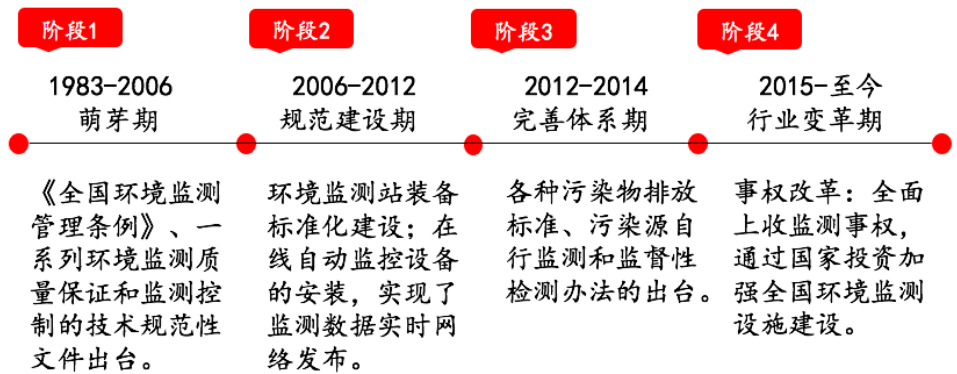 阶段1
1983-2006
萌芽期
《全国环境监测
管理条例》、一
系列环境监测质
量保证和监测控
制的技术规范性
文件出台。
阶段2
2006-2012
规范建设期
环境监测站装备
标准化建设；在
线自动监控设备
的安装，实现了
监测数据实时网
络发布。
阶段3
2012-2014
完善体系期
各种污染物排放
标准、污染源自
行监测和监督性
检测办法的出台。
阶段4
2015-至今
行业变革期
事权改革：全面
上收监测事权，
通过国家投资加
强全国环境监测
设施建设。